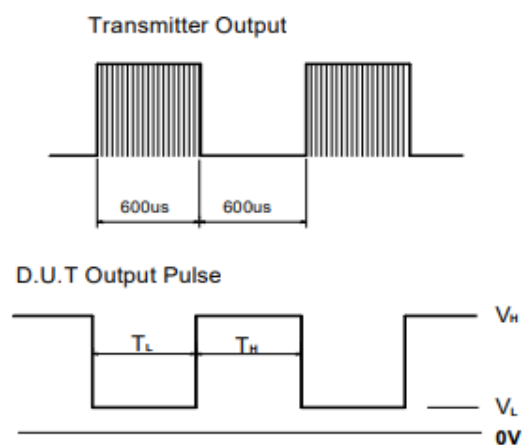 Transmitter Output
600us 600us
D.U.T Output Pulse
TL TH VH
VL
0V